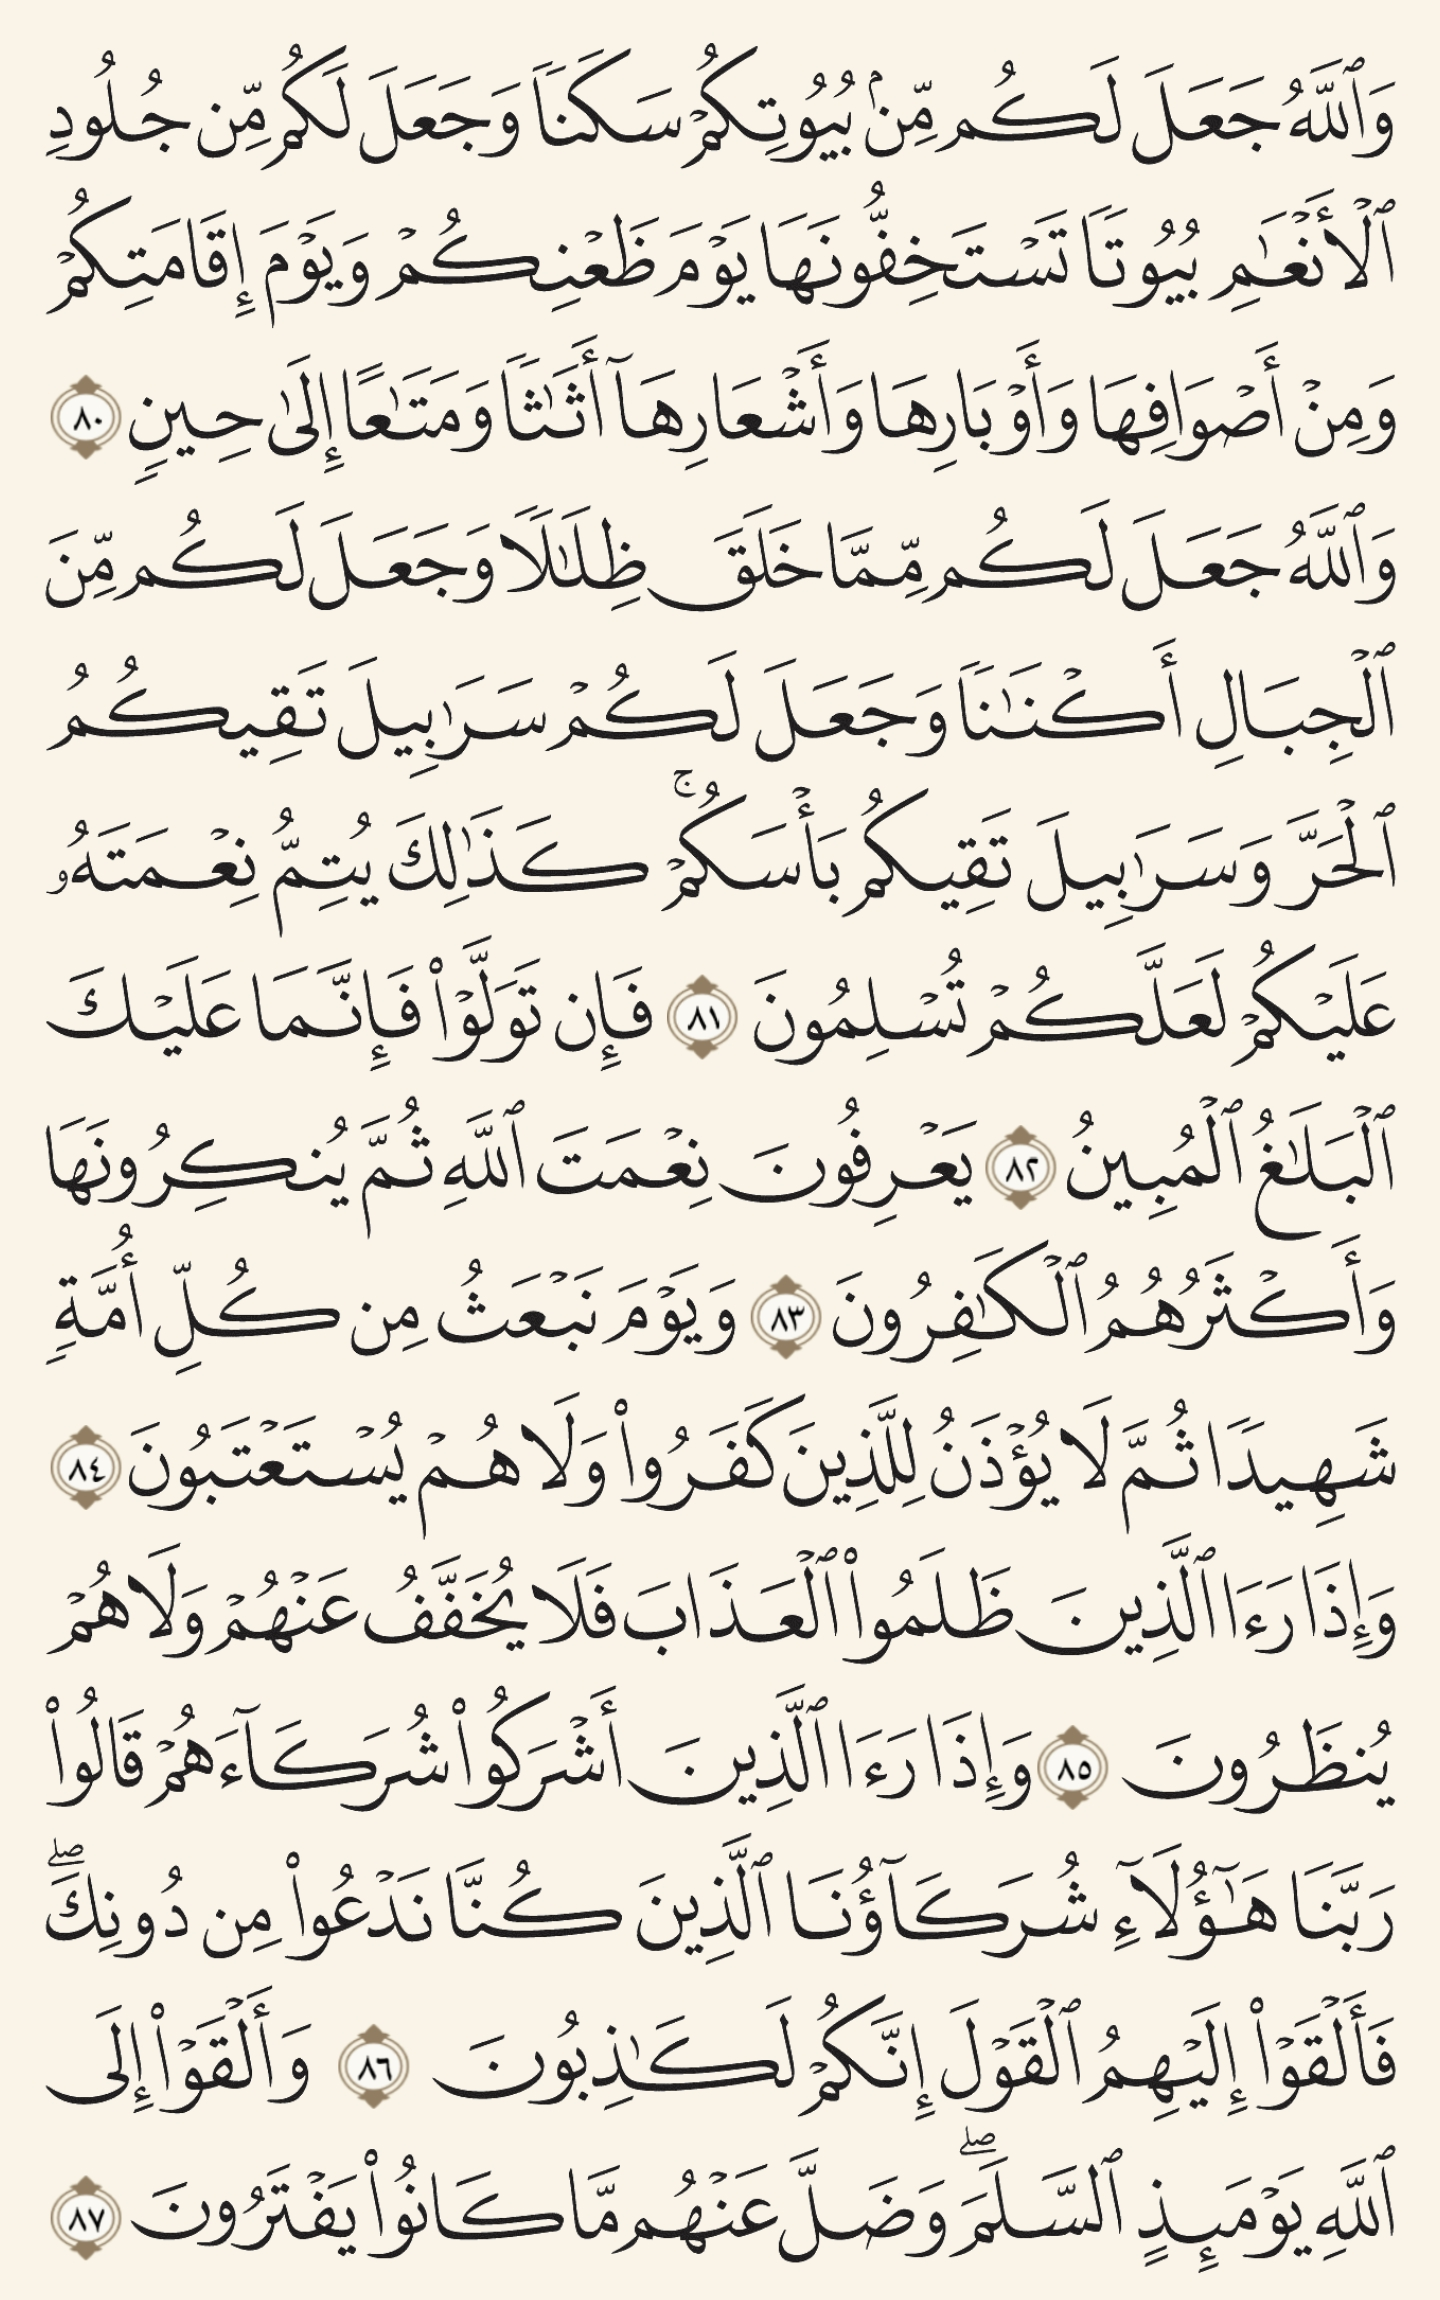 وَٱللَّهُ جَعَلَ لَكُم مِّنۢ بُيُوتِكُمۡ سَكَنٗا وَجَعَلَ لَكُم مِّن جُلُودِ
ٱلۡأَنۡعَٰمِ بُيُوتٗا تَسۡتَخِفُّونَهَا يَوۡمَ ظَعۡنِكُمۡ وَيَوۡمَ إِقَامَتِكُمۡ
وَمِنۡ أَصۡوَافِهَا وَأَوۡبَارِهَا وَأَشۡعَارِهَآ أَثَٰثٗا وَمَتَٰعًا إِلَىٰ حِينٖ ٨٠
وَٱللَّهُ جَعَلَ لَكُم مِّمَّا خَلَقَ ظِلَٰلٗا وَجَعَلَ لَكُم مِّنَ
ٱلۡجِبَالِ أَكۡنَٰنٗا وَجَعَلَ لَكُمۡ سَرَٰبِيلَ تَقِيكُمُ
ٱلۡحَرَّ وَسَرَٰبِيلَ تَقِيكُم بَأۡسَكُمۡۚ كَذَٰلِكَ يُتِمُّ نِعۡمَتَهُۥ
عَلَيۡكُمۡ لَعَلَّكُمۡ تُسۡلِمُونَ ٨١ فَإِن تَوَلَّوۡاْ فَإِنَّمَا عَلَيۡكَ
ٱلۡبَلَٰغُ ٱلۡمُبِينُ ٨٢ يَعۡرِفُونَ نِعۡمَتَ ٱللَّهِ ثُمَّ يُنكِرُونَهَا
وَأَكۡثَرُهُمُ ٱلۡكَٰفِرُونَ ٨٣ وَيَوۡمَ نَبۡعَثُ مِن كُلِّ أُمَّةٖ
شَهِيدٗا ثُمَّ لَا يُؤۡذَنُ لِلَّذِينَ كَفَرُواْ وَلَا هُمۡ يُسۡتَعۡتَبُونَ ٨٤
وَإِذَا رَءَا ٱلَّذِينَ ظَلَمُواْ ٱلۡعَذَابَ فَلَا يُخَفَّفُ عَنۡهُمۡ وَلَا هُمۡ
يُنظَرُونَ ٨٥ وَإِذَا رَءَا ٱلَّذِينَ أَشۡرَكُواْ شُرَكَآءَهُمۡ قَالُواْ
رَبَّنَا هَٰٓؤُلَآءِ شُرَكَآؤُنَا ٱلَّذِينَ كُنَّا نَدۡعُواْ مِن دُونِكَۖ
فَأَلۡقَوۡاْ إِلَيۡهِمُ ٱلۡقَوۡلَ إِنَّكُمۡ لَكَٰذِبُونَ ٨٦ وَأَلۡقَوۡاْ إِلَى
ٱللَّهِ يَوۡمَئِذٍ ٱلسَّلَمَۖ وَضَلَّ عَنۡهُم مَّا كَانُواْ يَفۡتَرُونَ ٨٧